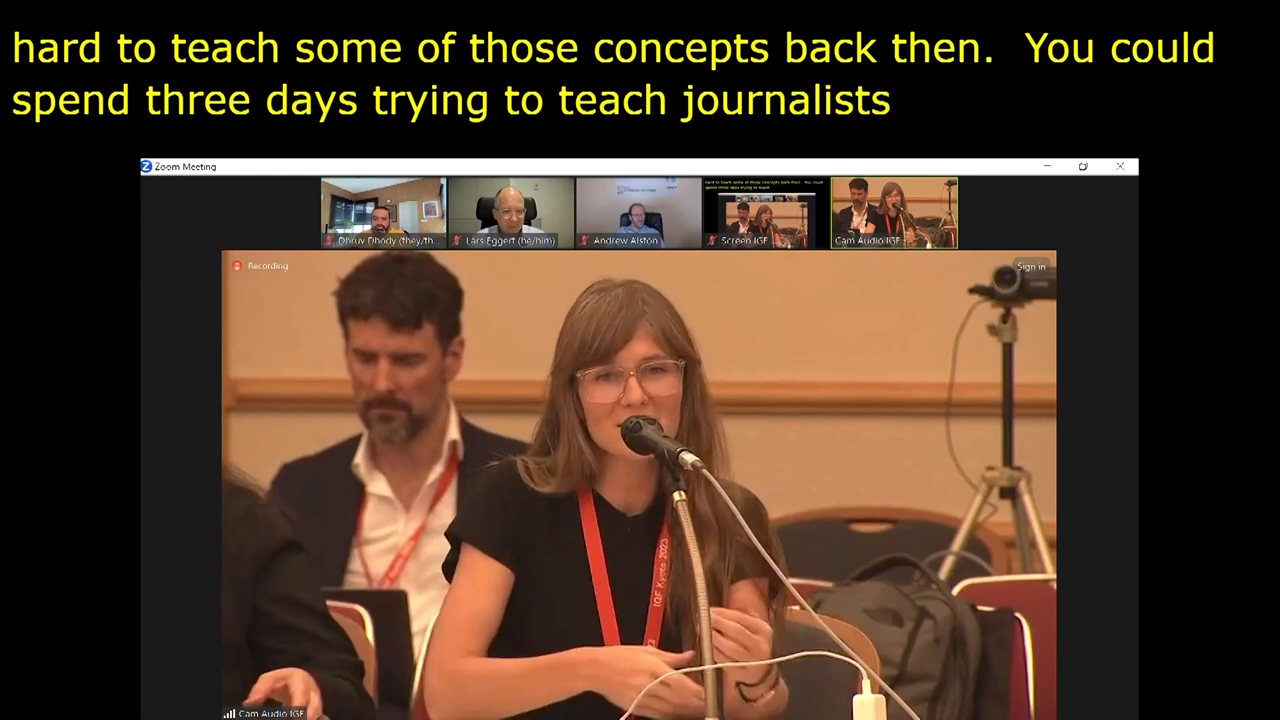 hard to teach some of those concepts back then.  You could
spend three days trying to teach journalists
Zoom Meeting
Dhruv Dhody (they/th...
Lars Eggert (he/him)
Andrew Alston
Screen IGF
Cam Audio IGF
Recording
Sign in
IGF Kyoto 2023
Cam Audio IGF